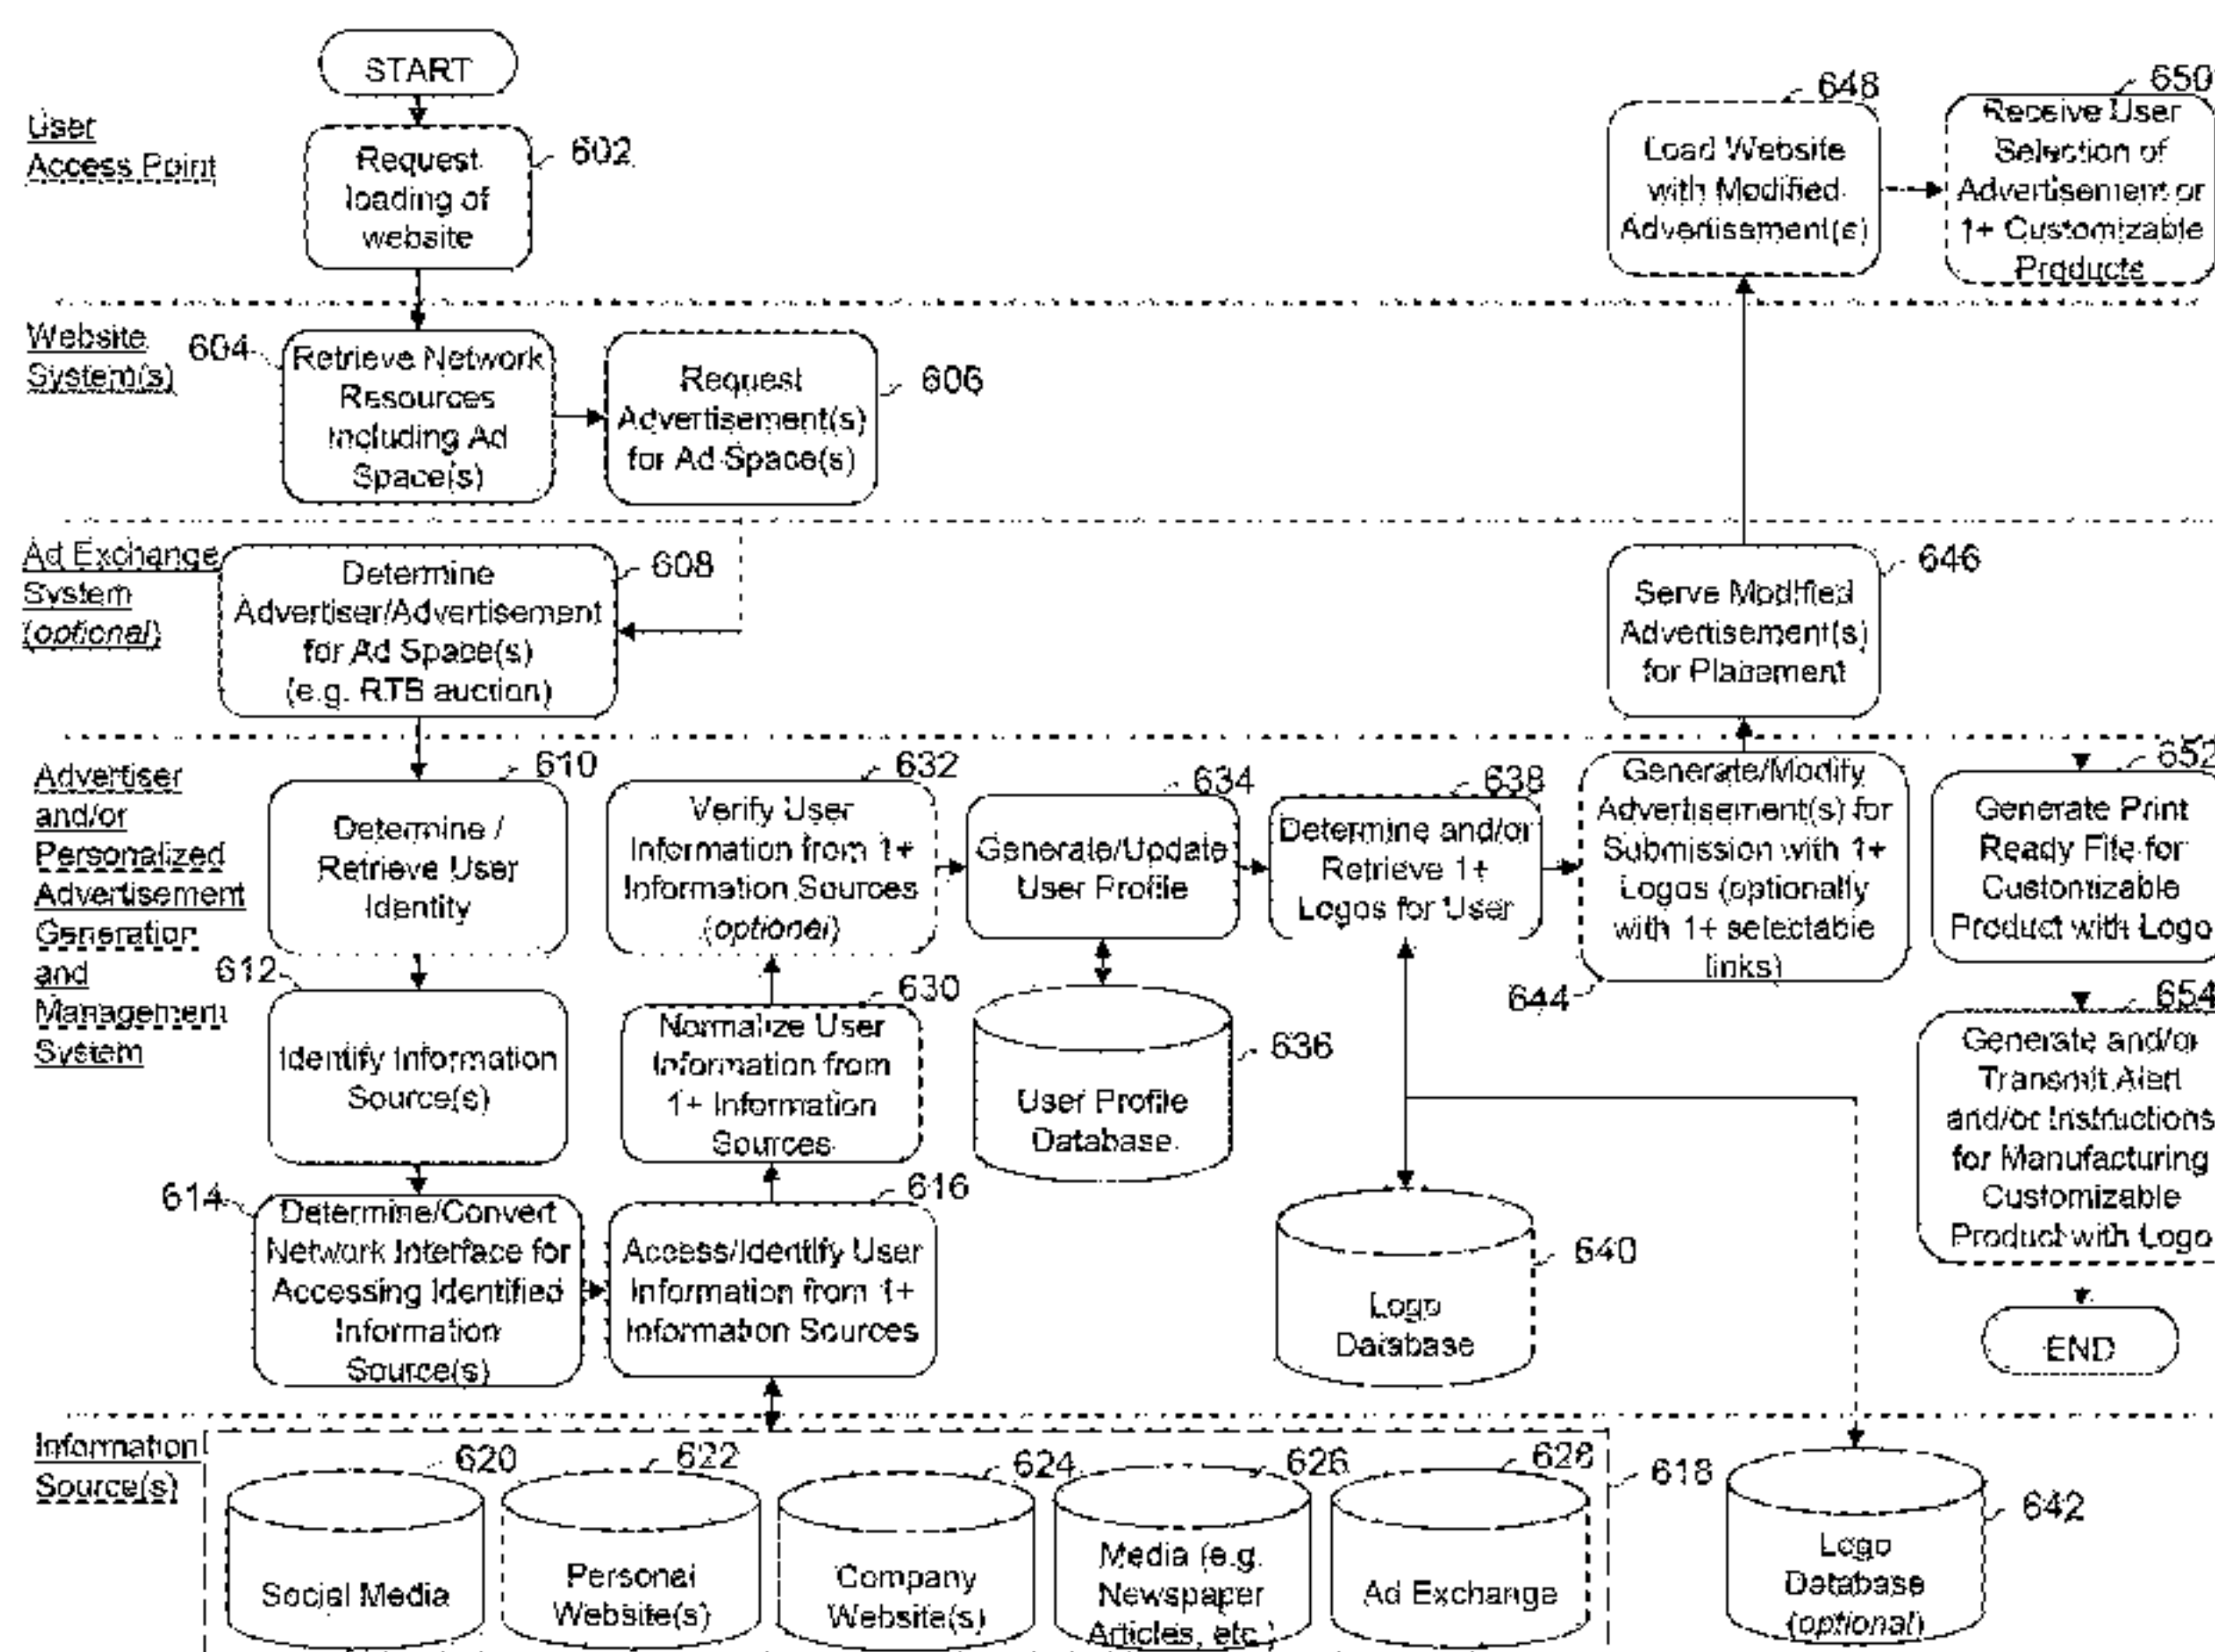 START
User
Access Point
602
Request
loading of
website
648
Load Website
with Modified
Advertisement(s)
650
Receive User
Selection of
Advertisement or
1+ Customizable
Products
Website
System(s)
604
Retrieve Network
Resources
Including Ad
Space(s)
Request
Advertisement(s)
for Ad Space(s)
606
Ad Exchange
System
(optional)
Determine
Advertiser/Advertisement
for Ad Space(s)
(e.g. RTB auction)
608
Serve Modified
Advertisement(s)
for Placement
646
Advertiser
and/or
Personalized
Advertisement
Generation
and
Management
System
610
Determine /
Retrieve User
Identity
612
Identify Information
Source(s)
614
Determine/Convert
Network Interface for
Accessing Identified
Information
Source(s)
616
Access/Identify User
Information from 1+
Information Sources
630
Normalize User
Information from
1+ Information
Sources
632
Verify User
Information from 1+
Information Sources
(optional)
634
Generate/Update
User Profile
636
User Profile
Database
638
Determine and/or
Retrieve 1+
Logos for User
640
Logo
Database
Generate/Modify
Advertisement(s) for
Submission with 1+
Logos (optionally
with 1+ selectable
links)
644
652
Generate Print
Ready File for
Customizable
Product with Logo
654
Generate and/or
Transmit Alert
and/or Instructions
for Manufacturing
Customizable
Product with Logo
END
Information
Source(s)
620
Social Media
622
Personal
Website(s)
624
Company
Website(s)
626
Media (e.g.
Newspaper
Articles, etc.)
628
Ad Exchange
618
642
Logo
Database
(optional)